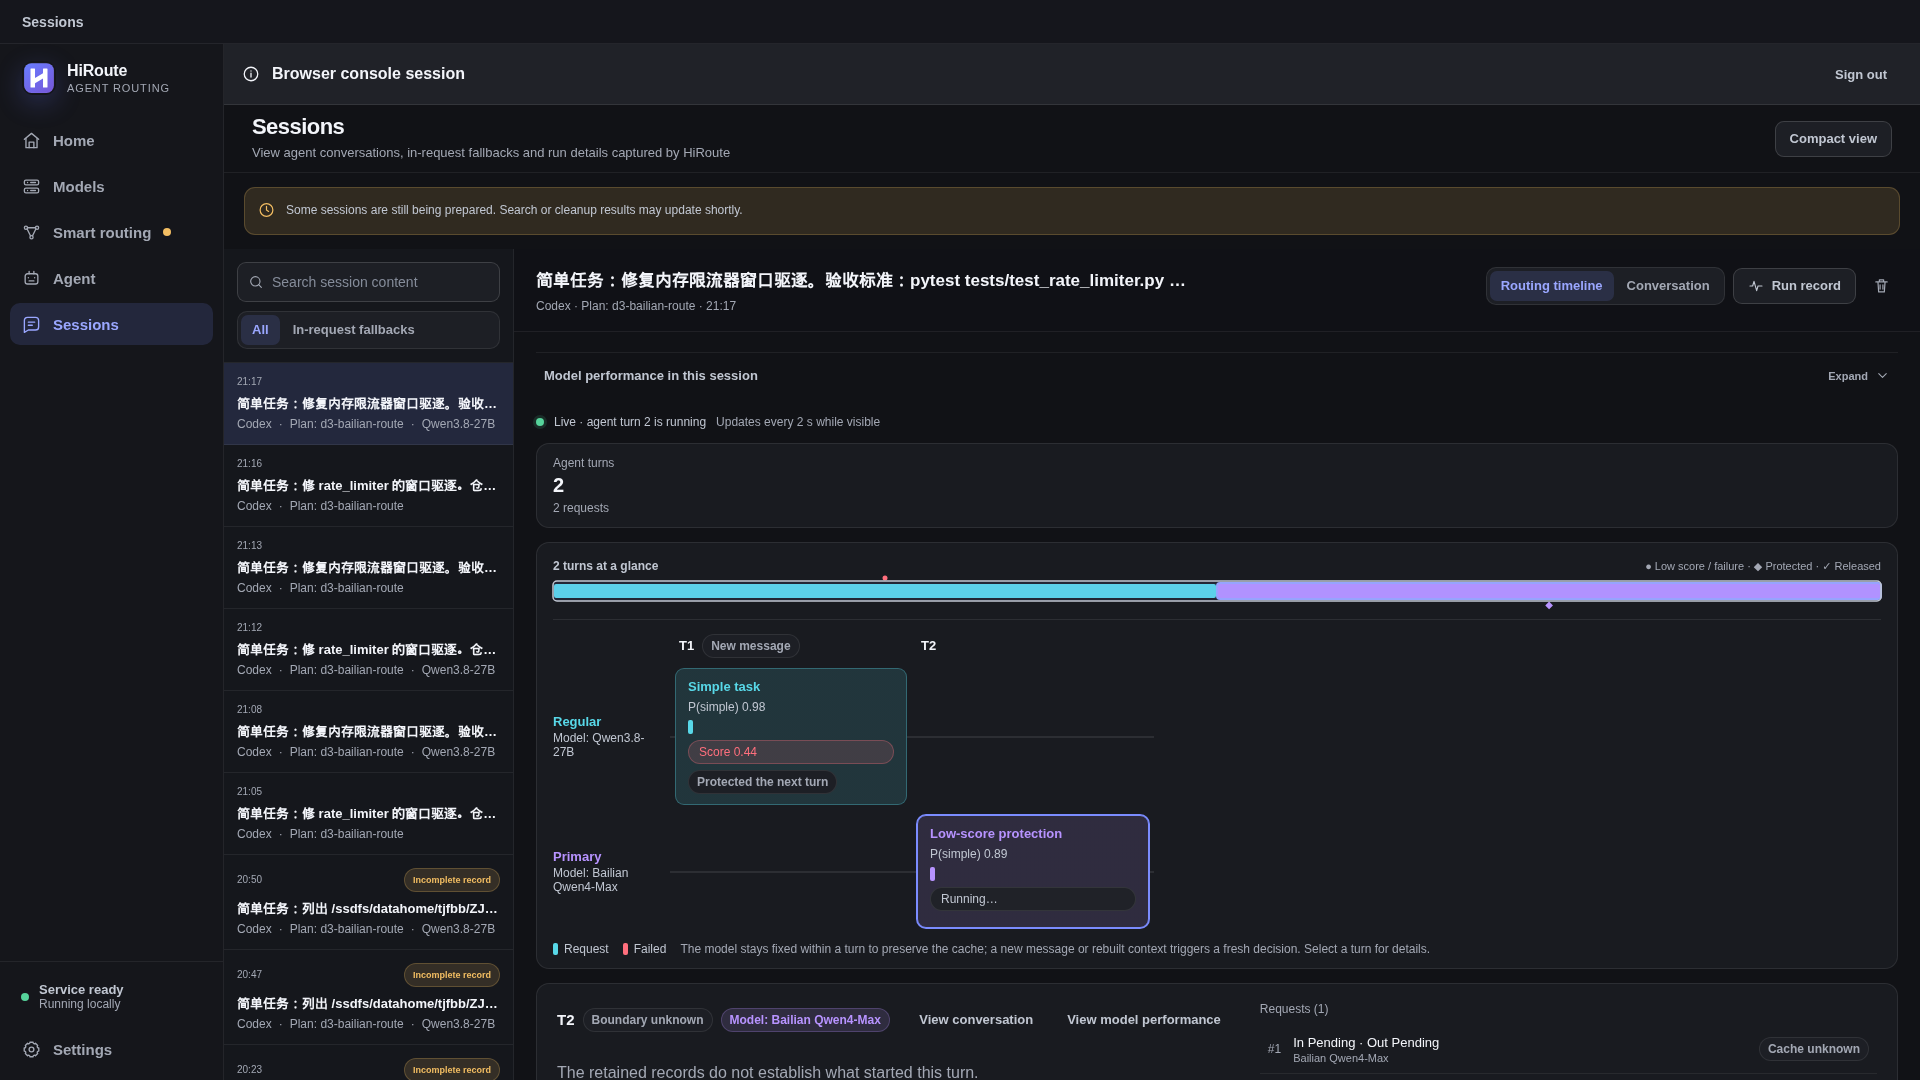 Sessions
HiRoute
AGENT ROUTING
Home
Models
Smart routing
Agent
Sessions
Service ready
Running locally
Settings
Browser console session
Sign out
Sessions
View agent conversations, in-request fallbacks and run details captured by HiRoute
Compact view
Some sessions are still being prepared. Search or cleanup results may update shortly.
Search session content
All
In-request fallbacks
21:17
简单任务：修复内存限流器窗口驱逐。验收…
Codex · Plan: d3-bailian-route · Qwen3.8-27B
21:16
简单任务：修 rate_limiter 的窗口驱逐。仓…
Codex · Plan: d3-bailian-route
21:13
简单任务：修复内存限流器窗口驱逐。验收…
Codex · Plan: d3-bailian-route
21:12
简单任务：修 rate_limiter 的窗口驱逐。仓…
Codex · Plan: d3-bailian-route · Qwen3.8-27B
21:08
简单任务：修复内存限流器窗口驱逐。验收…
Codex · Plan: d3-bailian-route · Qwen3.8-27B
21:05
简单任务：修 rate_limiter 的窗口驱逐。仓…
Codex · Plan: d3-bailian-route
20:50
Incomplete record
简单任务：列出 /ssdfs/datahome/tjfbb/ZJ…
Codex · Plan: d3-bailian-route · Qwen3.8-27B
20:47
Incomplete record
简单任务：列出 /ssdfs/datahome/tjfbb/ZJ…
Codex · Plan: d3-bailian-route · Qwen3.8-27B
20:23
Incomplete record
简单任务：修复内存限流器窗口驱逐。验收标准：pytest tests/test_rate_limiter.py …
Codex · Plan: d3-bailian-route · 21:17
Routing timeline
Conversation
Run record
Model performance in this session
Expand
Live · agent turn 2 is running Updates every 2 s while visible
Agent turns
2
2 requests
2 turns at a glance
● Low score / failure · ◆ Protected · ✓ Released
T1
New message
T2
Simple task
P(simple) 0.98
Score 0.44
Protected the next turn
Regular
Model: Qwen3.8-
27B
Low-score protection
P(simple) 0.89
Running…
Primary
Model: Bailian
Qwen4-Max
Request
Failed
The model stays fixed within a turn to preserve the cache; a new message or rebuilt context triggers a fresh decision. Select a turn for details.
T2
Boundary unknown
Model: Bailian Qwen4-Max
View conversation
View model performance
The retained records do not establish what started this turn.
Requests (1)
#1
In Pending · Out Pending
Bailian Qwen4-Max
Cache unknown